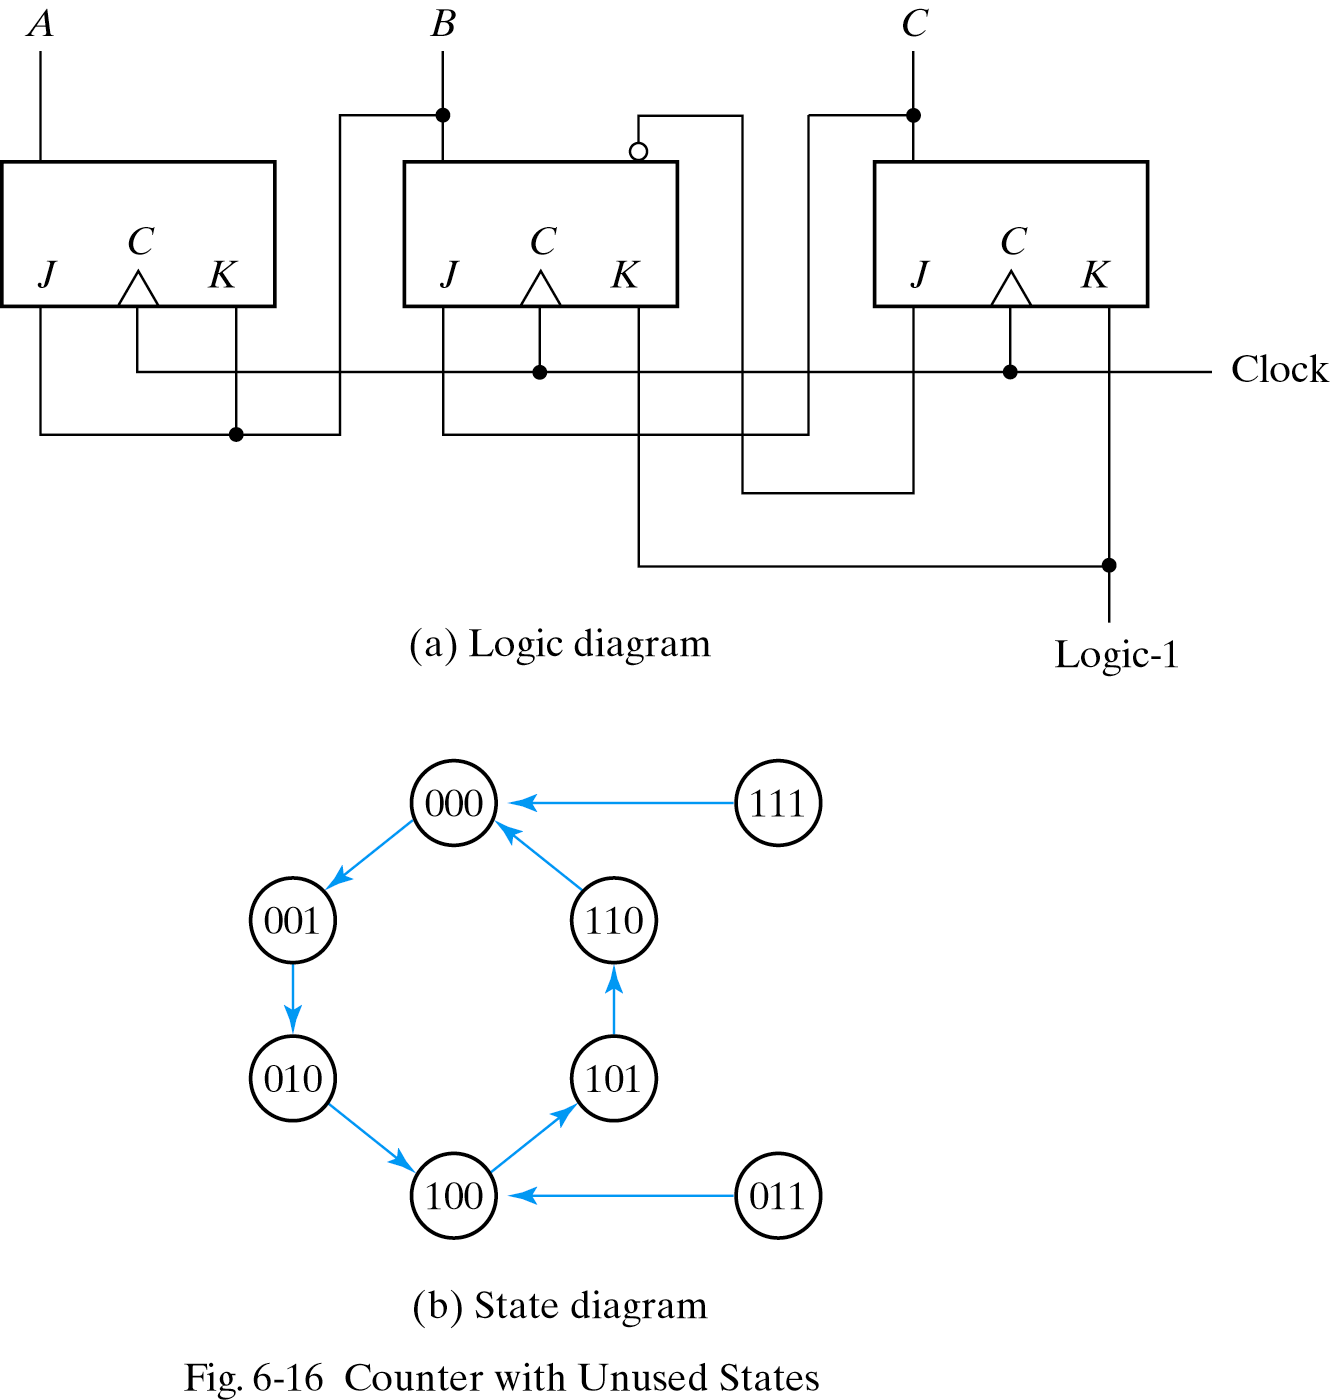 A B C
C C C
J K J K J K
Clock
(a) Logic diagram
Logic-1
000 111
001 110
010 101
100 011
(b) State diagram
Fig. 6-16 Counter with Unused States